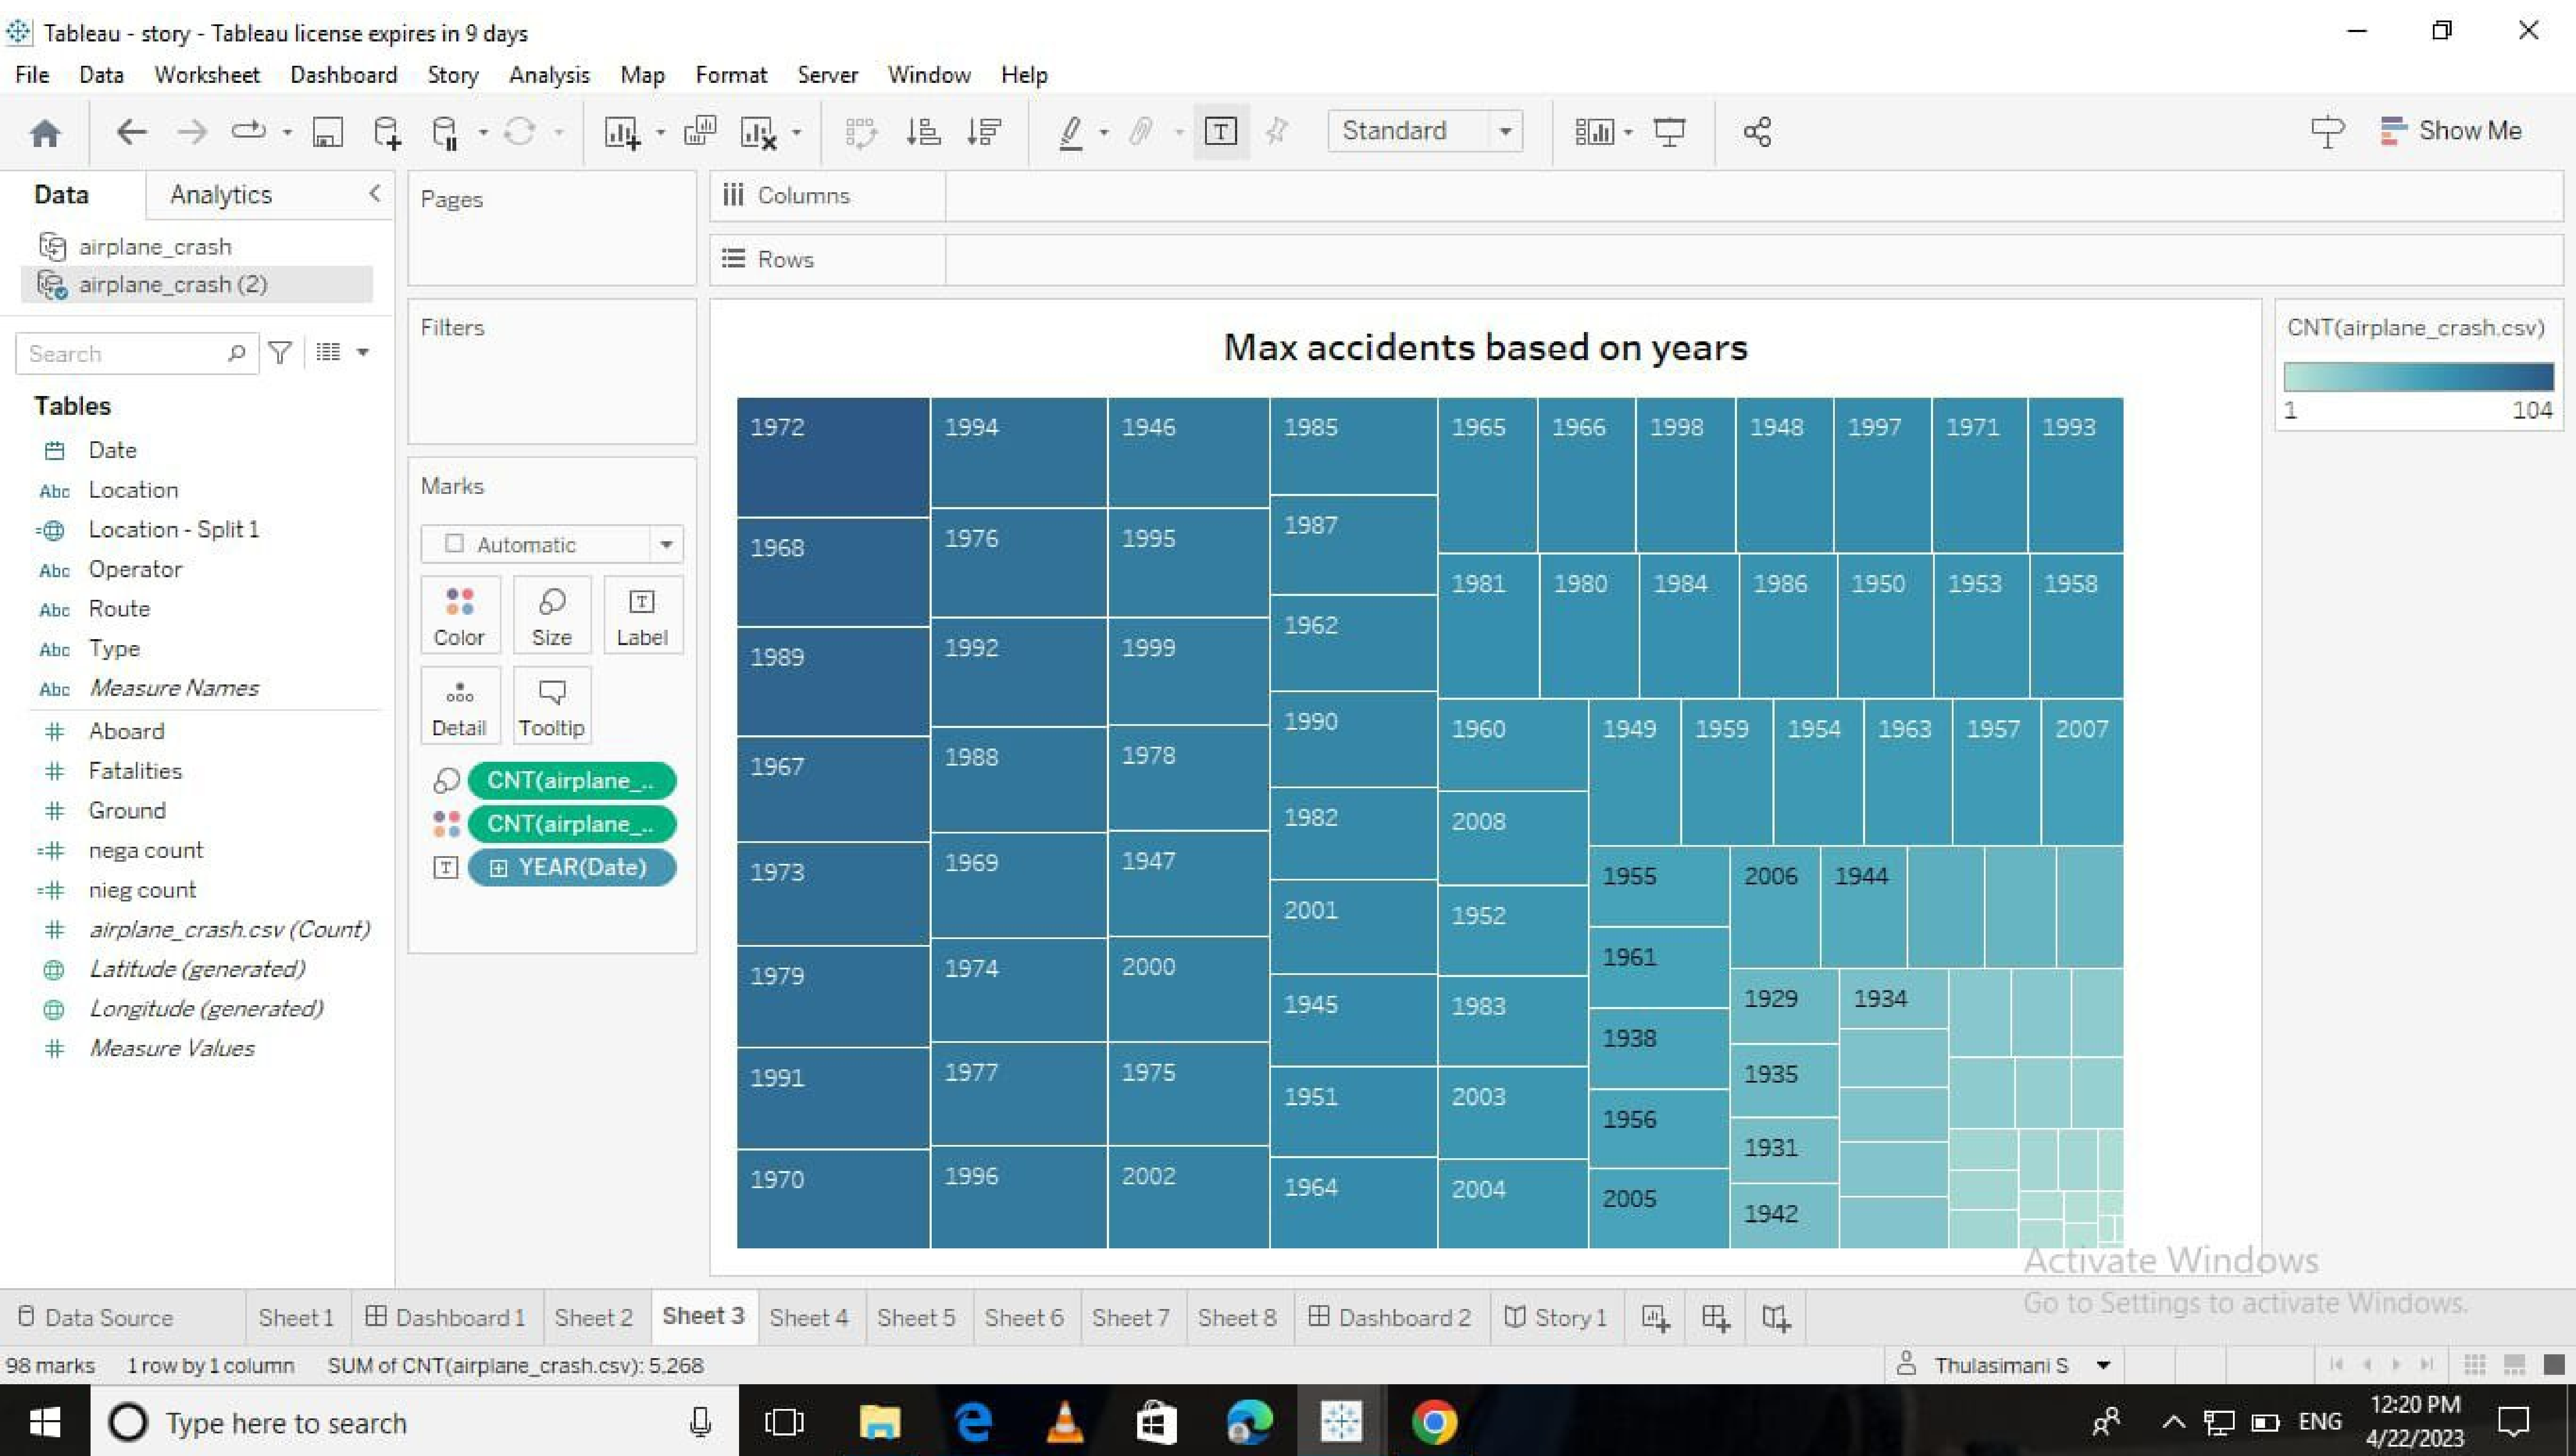 Tableau - story - Tableau license expires in 9 days
File Data Worksheet Dashboard Story Analysis Map Format Server Window Help
Standard
Show Me
Data Analytics
airplane_crash
airplane_crash (2)
Search
Tables
Date
Abc Location
Location - Split 1
Abc Operator
Abc Route
Abc Type
Abc Measure Names
# Aboard
# Fatalities
# Ground
=# nega count
=# nieg count
# airplane_crash.csv (Count)
Latitude (generated)
Longitude (generated)
# Measure Values
Pages
Filters
Marks
Automatic
Color Size Label
Detail Tooltip
CNT(airplane_..
CNT(airplane_..
YEAR(Date)
Columns
Rows
Max accidents based on years
1972
1968
1989
1967
1973
1979
1991
1970
1994
1976
1992
1988
1969
1974
1977
1996
1946
1995
1999
1978
1947
2000
1975
2002
1985
1987
1962
1990
1982
2001
1945
1951
1964
1965 1966 1998 1948 1997 1971 1993
1981 1980 1984 1986 1950 1953 1958
1960
2008
1952
1983
2003
2004
1949 1959 1954 1963 1957 2007
1955
1961
1938
1956
2005
2006 1944
1929
1935
1931
1942
1934
CNT(airplane_crash.csv)
1 104
Activate Windows
Go to Settings to activate Windows.
Data Source Sheet 1 Dashboard 1 Sheet 2 Sheet 3 Sheet 4 Sheet 5 Sheet 6 Sheet 7 Sheet 8 Dashboard 2 Story 1
98 marks 1 row by 1 column SUM of CNT(airplane_crash.csv): 5,268
Thulasimani S
Type here to search
ENG
12:20 PM
4/22/2023